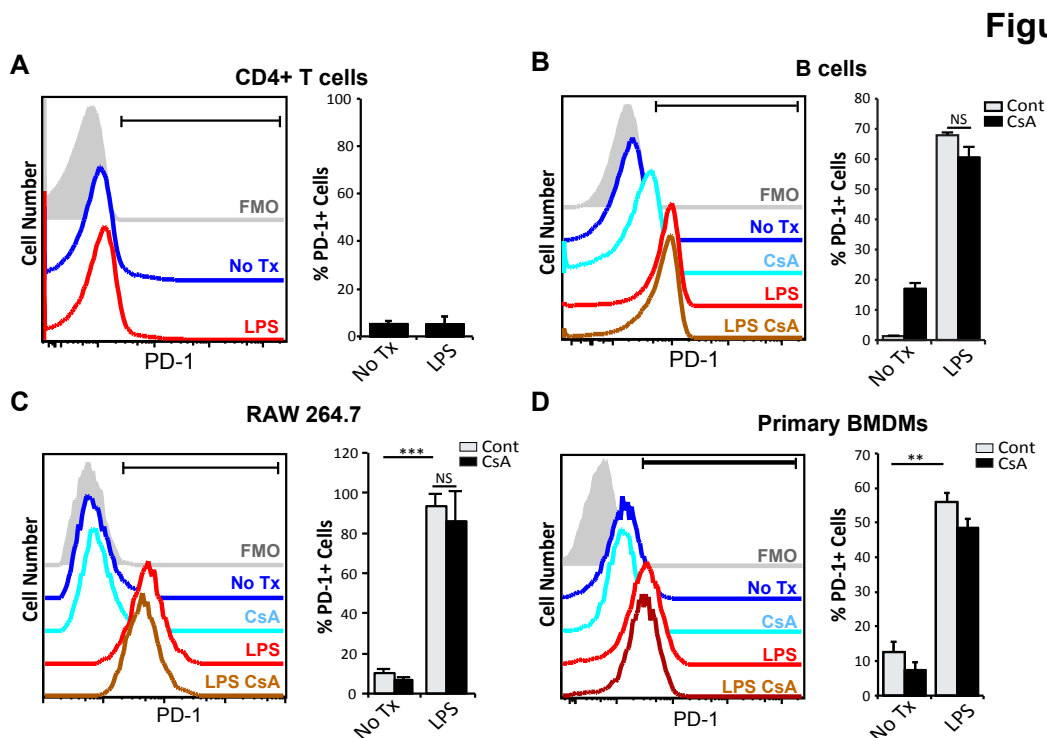 Figu
A
CD4+ T cells
Cell Number
FMO
No Tx
LPS
PD-1
% PD-1+ Cells
100
80
60
40
20
0
No Tx
LPS
B
B cells
Cell Number
FMO
No Tx
CsA
LPS
LPS CsA
PD-1
% PD-1+ Cells
80
70
60
50
40
30
20
10
0
NS
Cont
CsA
No Tx
LPS
C
RAW 264.7
Cell Number
FMO
No Tx
CsA
LPS
LPS CsA
PD-1
% PD-1+ Cells
120
100
80
60
40
20
0
***
NS
Cont
CsA
No Tx
LPS
D
Primary BMDMs
Cell Number
FMO
No Tx
CsA
LPS
LPS CsA
PD-1
% PD-1+ Cells
70
60
50
40
30
20
10
0
**
Cont
CsA
No Tx
LPS